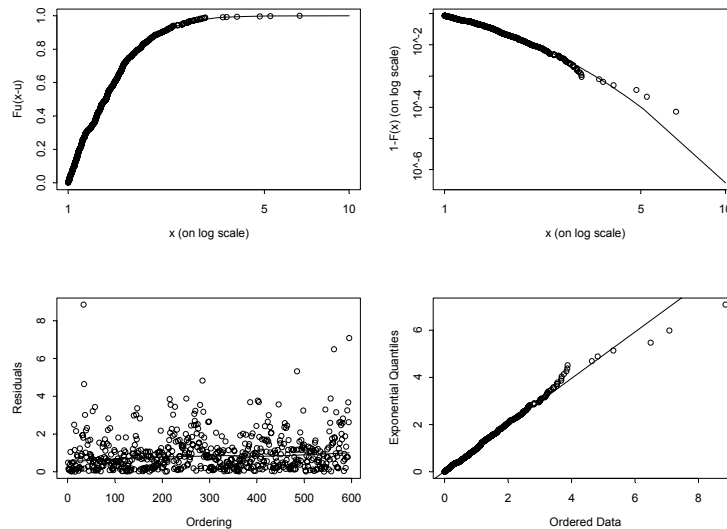 Fu(x-u)
0.0 0.2 0.4 0.6 0.8 1.0
1 5 10
x (on log scale)
1-F(x) (on log scale)
10^-6 10^-4 10^-2
1 5 10
x (on log scale)
Residuals
0 2 4 6 8
0 100 200 300 400 500 600
Ordering
Exponential Quantiles
0 2 4 6
0 2 4 6 8
Ordered Data